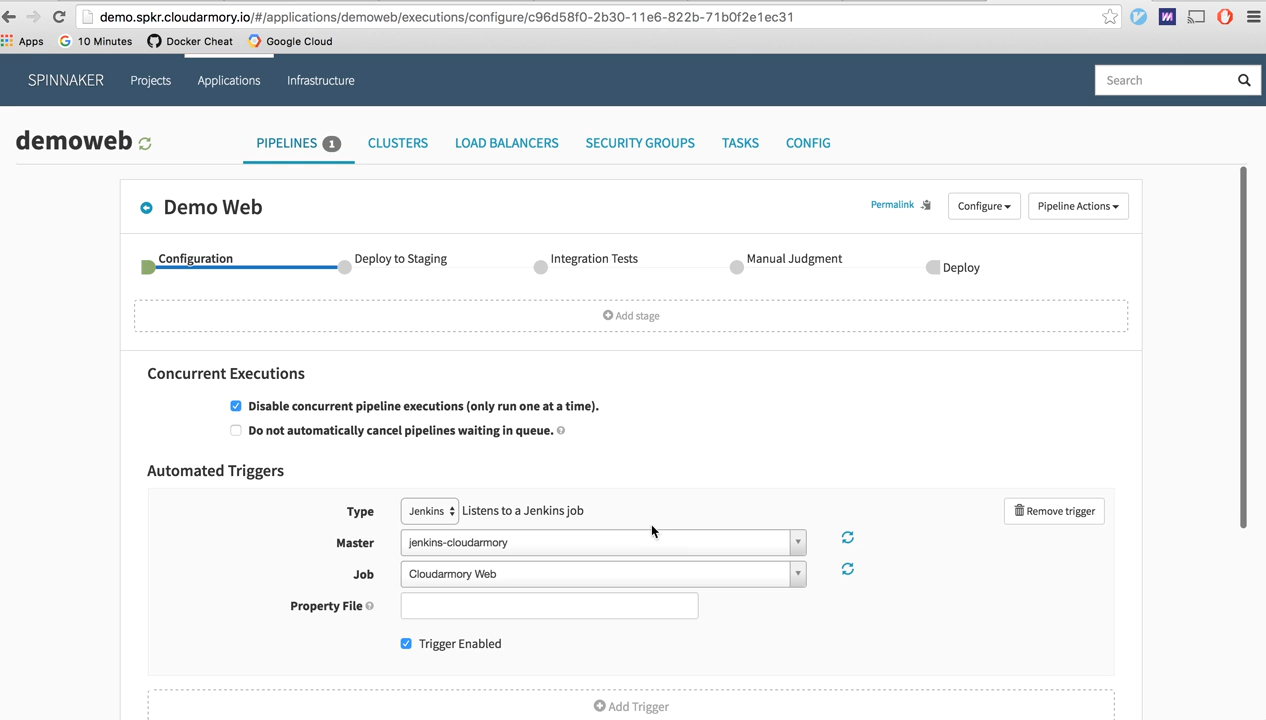 demo.spkr.cloudarmory.io/#/applications/demoweb/executions/configure/c96d58f0-2b30-11e6-822b-71b0f2e1ec31
Apps 10 Minutes Docker Cheat Google Cloud
SPINNAKER Projects Applications Infrastructure Search
demoweb PIPELINES 1 CLUSTERS LOAD BALANCERS SECURITY GROUPS TASKS CONFIG
Demo Web Permalink Configure Pipeline Actions
Configuration Deploy to Staging Integration Tests Manual Judgment Deploy
Add stage
Concurrent Executions
Disable concurrent pipeline executions (only run one at a time).
Do not automatically cancel pipelines waiting in queue.
Automated Triggers
Type Jenkins Listens to a Jenkins job Remove trigger
Master jenkins-cloudarmory
Job Cloudarmory Web
Property File
Trigger Enabled
Add Trigger